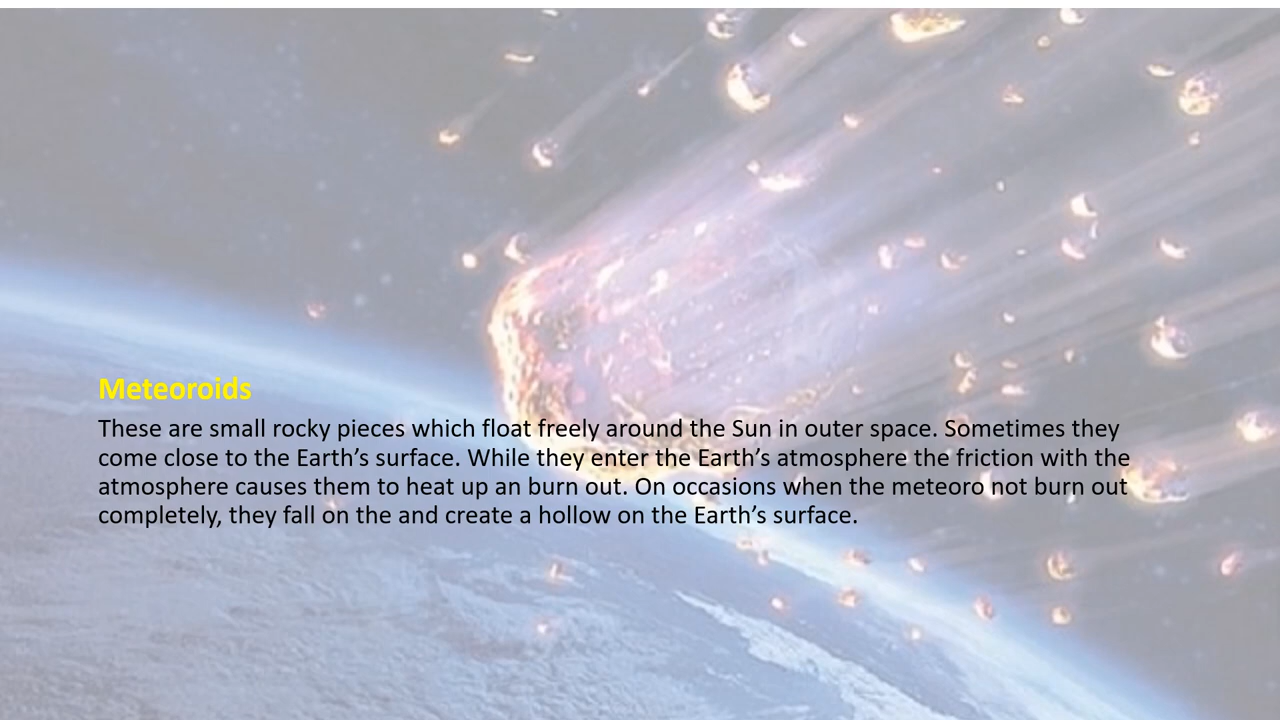 Meteoroids
These are small rocky pieces which float freely around the Sun in outer space. Sometimes they
come close to the Earth’s surface. While they enter the Earth’s atmosphere the friction with the
atmosphere causes them to heat up an burn out. On occasions when the meteoro not burn out
completely, they fall on the and create a hollow on the Earth’s surface.